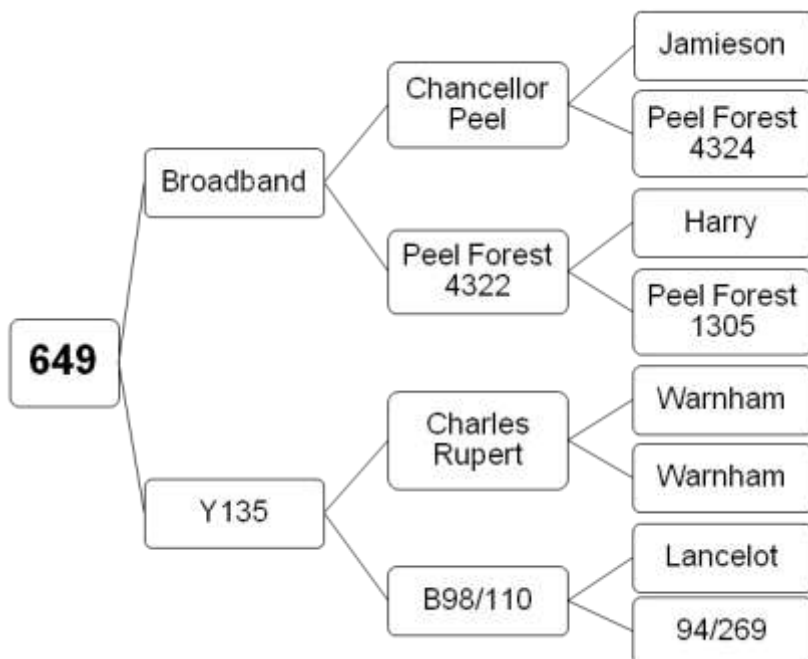 649
Broadband
Y135
Chancellor
Peel
Peel Forest
4322
Charles
Rupert
B98/110
Jamieson
Peel Forest
4324
Harry
Peel Forest
1305
Warnham
Warnham
Lancelot
94/269